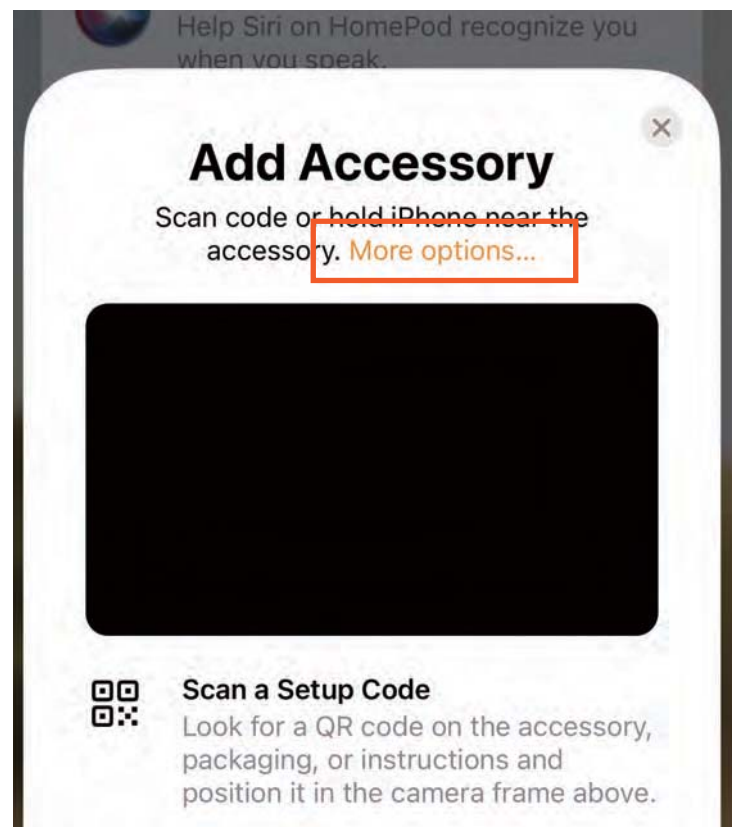 Help Siri on HomePod recognize you
when you speak.
Add Accessory
Scan code or hold iPhone near the
accessory. More options...
Scan a Setup Code
Look for a QR code on the accessory,
packaging, or instructions and
position it in the camera frame above.